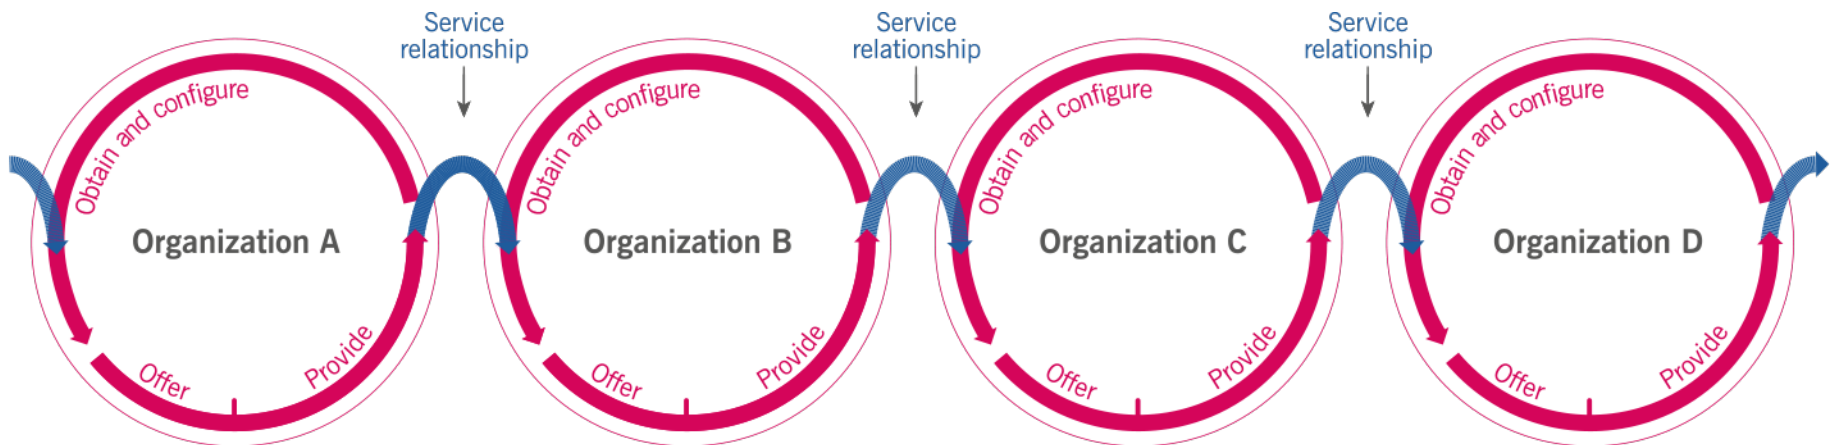 Service
relationship
Service
relationship
Service
relationship
Obtain and configure
Obtain and configure
Obtain and configure
Obtain and configure
Organization A
Organization B
Organization C
Organization D
Offer
Provide
Offer
Provide
Offer
Provide
Offer
Provide